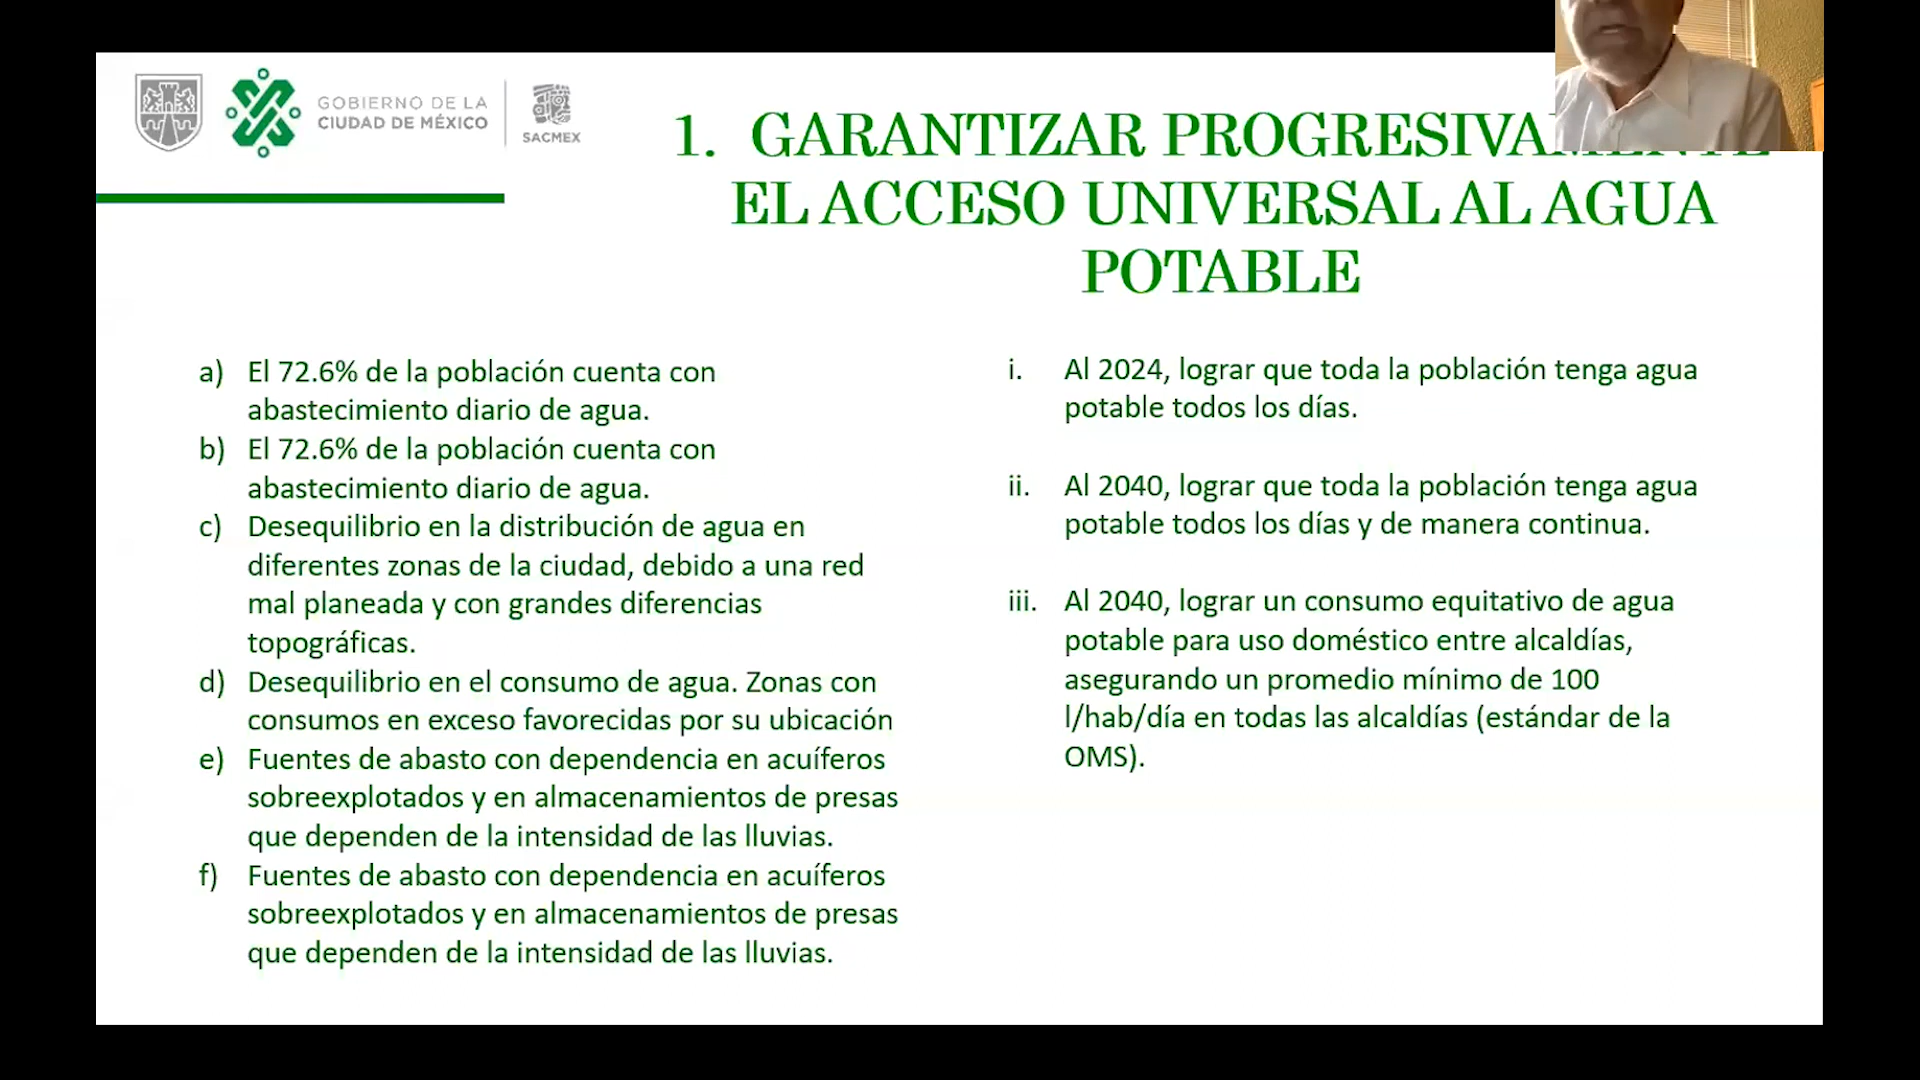 GOBIERNO DE LA
CIUDAD DE MÉXICO
SACMEX
1. GARANTIZAR PROGRESIVAMENTE
EL ACCESO UNIVERSAL AL AGUA
POTABLE
a) El 72.6% de la población cuenta con
abastecimiento diario de agua.
b) El 72.6% de la población cuenta con
abastecimiento diario de agua.
c) Desequilibrio en la distribución de agua en
diferentes zonas de la ciudad, debido a una red
mal planeada y con grandes diferencias
topográficas.
d) Desequilibrio en el consumo de agua. Zonas con
consumos en exceso favorecidas por su ubicación
e) Fuentes de abasto con dependencia en acuíferos
sobreexplotados y en almacenamientos de presas
que dependen de la intensidad de las lluvias.
f) Fuentes de abasto con dependencia en acuíferos
sobreexplotados y en almacenamientos de presas
que dependen de la intensidad de las lluvias.
i. Al 2024, lograr que toda la población tenga agua
potable todos los días.
ii. Al 2040, lograr que toda la población tenga agua
potable todos los días y de manera continua.
iii. Al 2040, lograr un consumo equitativo de agua
potable para uso doméstico entre alcaldías,
asegurando un promedio mínimo de 100
l/hab/día en todas las alcaldías (estándar de la
OMS).